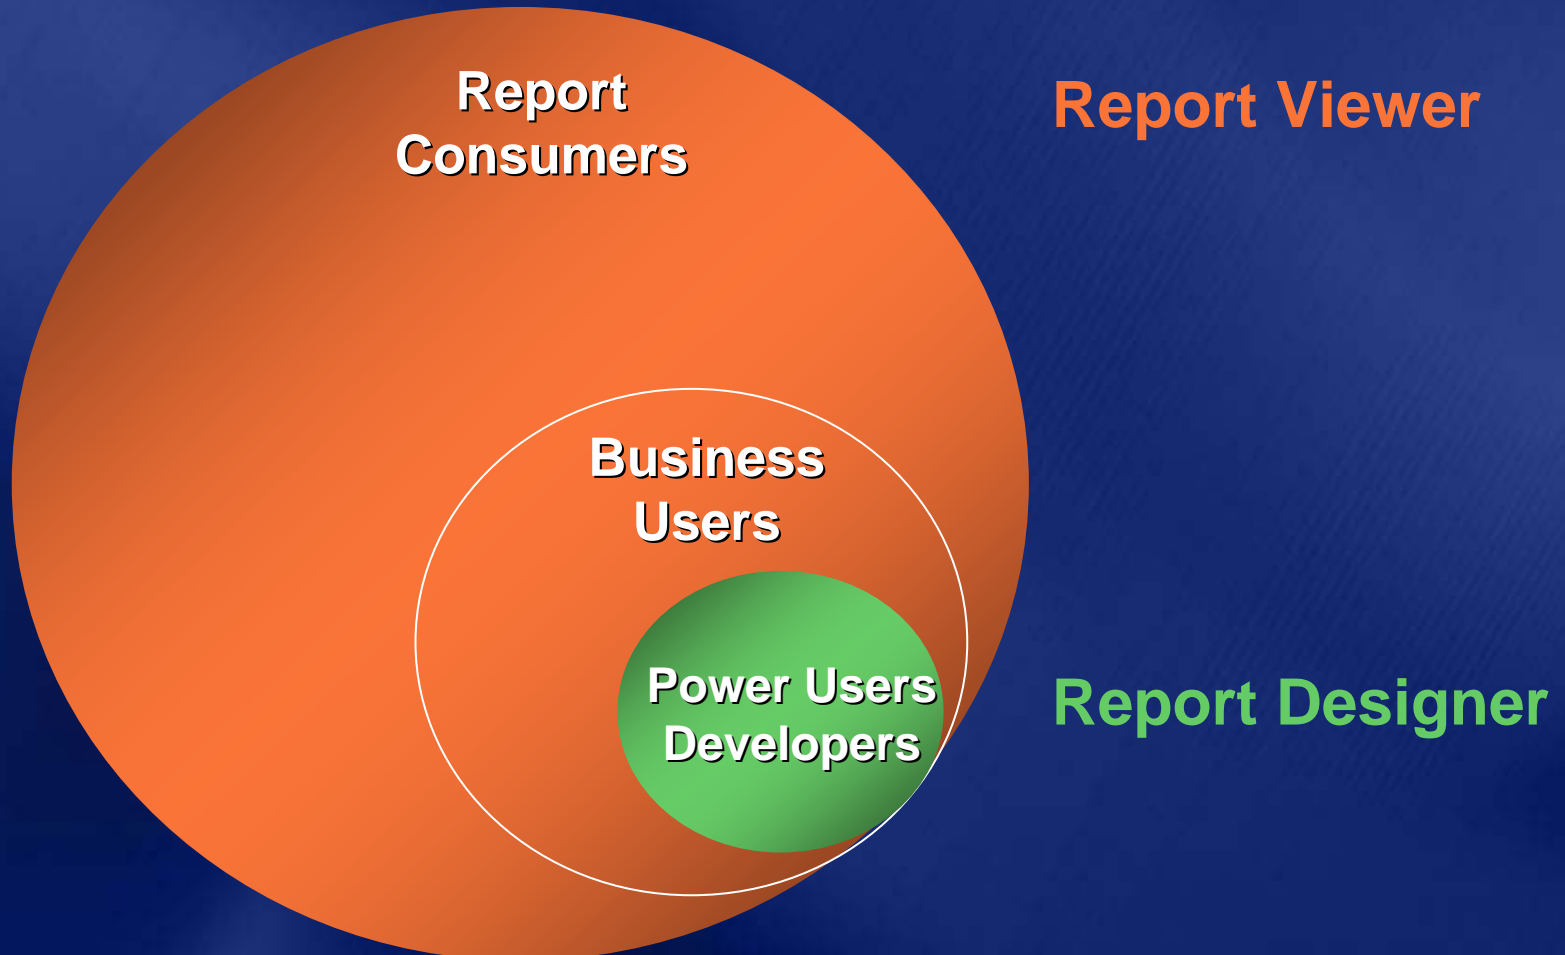 Report
Consumers
Report Viewer
Business
Users
Power Users
Developers
Report Designer